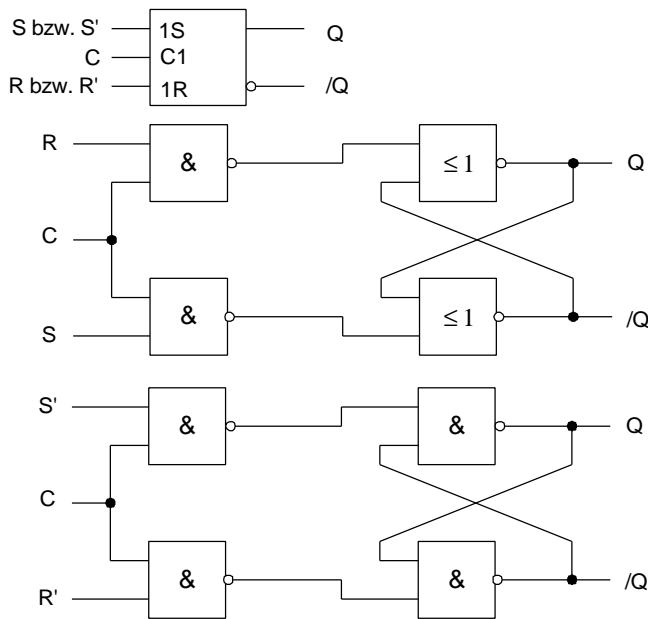 S bzw. S' 1S Q
C C1
R bzw. R' 1R /Q
R & ≤ 1 Q
C
S & ≤ 1 /Q
S' & & Q
C
R' & & /Q